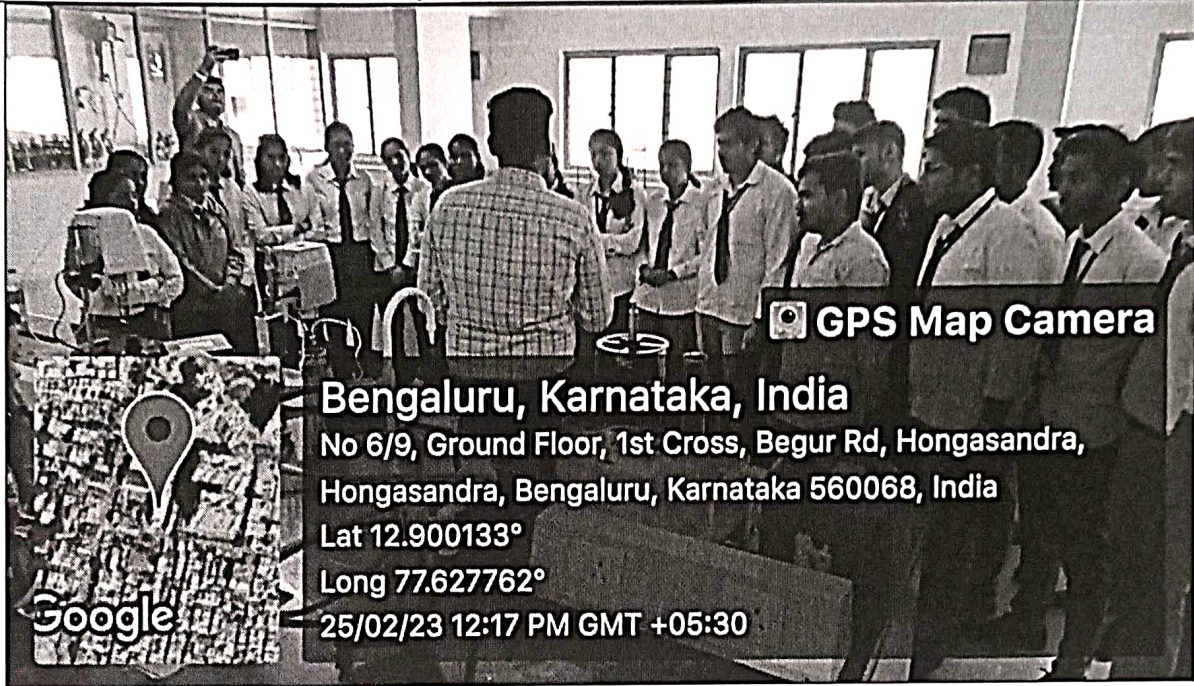 GPS Map Camera
Bengaluru, Karnataka, India
No 6/9, Ground Floor, 1st Cross, Begur Rd, Hongasandra,
Hongasandra, Bengaluru, Karnataka 560068, India
Lat 12.900133°
Long 77.627762°
25/02/23 12:17 PM GMT +05:30
Google